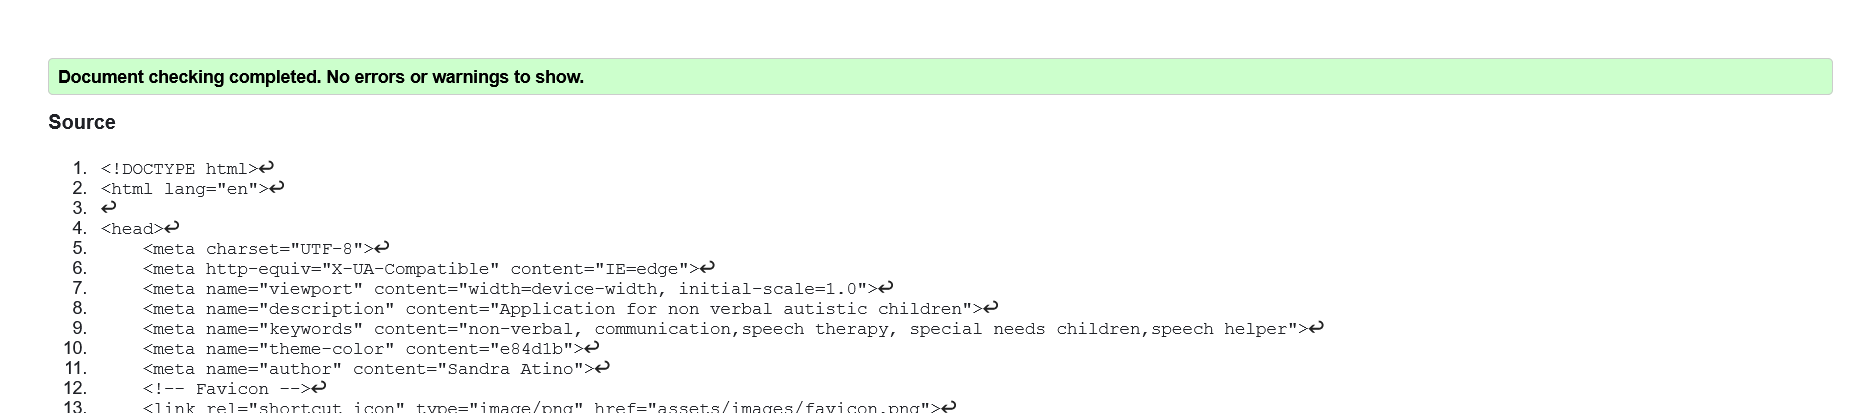 Document checking completed. No errors or warnings to show.
Source
1. <!DOCTYPE html>↩
2. <html lang="en">↩
3. ↩
4. <head>↩
5. <meta charset="UTF-8">↩
6. <meta http-equiv="X-UA-Compatible" content="IE=edge">↩
7. <meta name="viewport" content="width=device-width, initial-scale=1.0">↩
8. <meta name="description" content="Application for non verbal autistic children">↩
9. <meta name="keywords" content="non-verbal, communication,speech therapy, special needs children,speech helper">↩
10. <meta name="theme-color" content="e84d1b">↩
11. <meta name="author" content="Sandra Atino">↩
12. <!-- Favicon -->↩
13. <link rel="shortcut icon" type="image/png" href="assets/images/favicon.png">↩